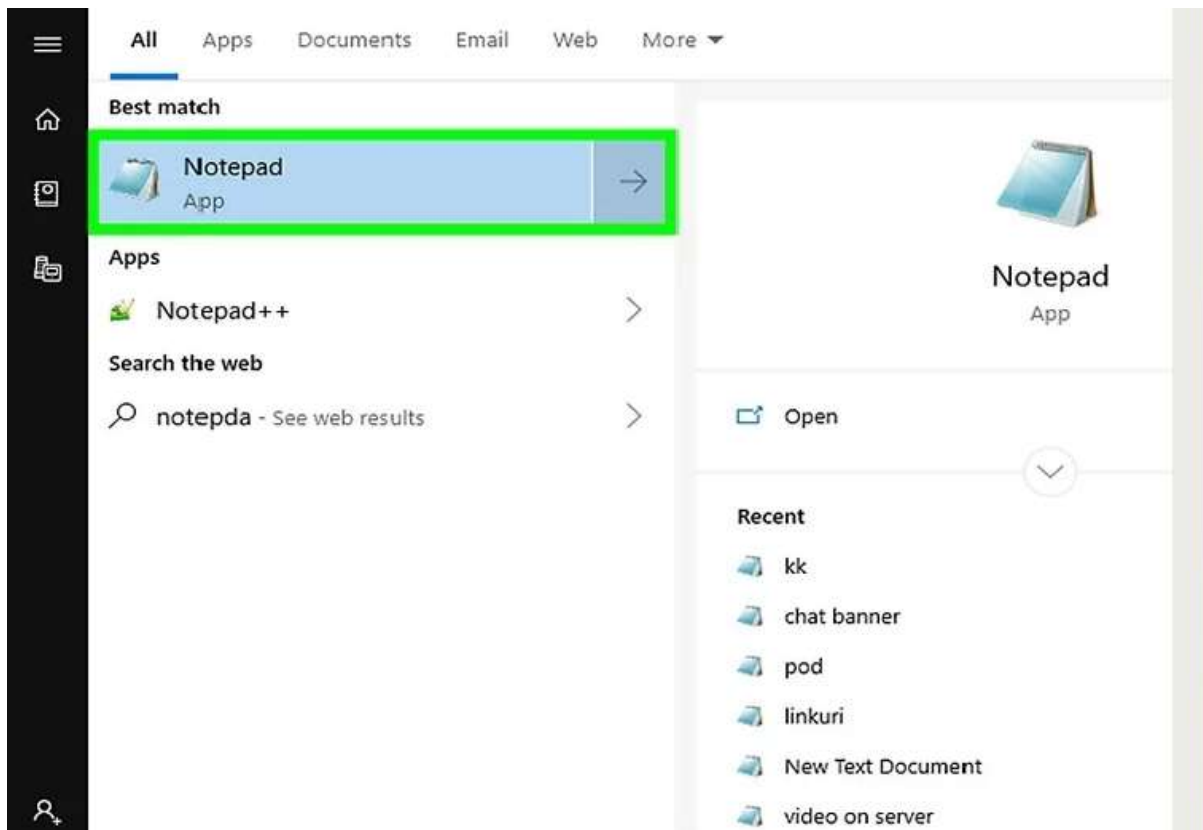 All Apps Documents Email Web More
Best match
Notepad
App
Apps
Notepad++
Search the web
notepda - See web results
Notepad
App
Open
Recent
kk
chat banner
pod
linkuri
New Text Document
video on server